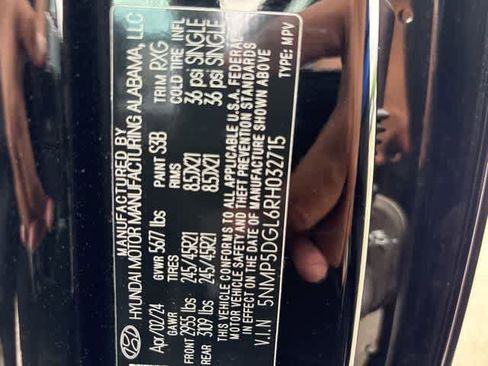 MANUFACTURED BY
HYUNDAI MOTOR MANUFACTURING ALABAMA, LLC
Apr/02/24 GVWR 5677 lbs PAINT S3B TRIM RXG
GAWR TIRES RIMS COLD TIRE INFL
FRONT 2955 lbs 245/45R21 8.5JX21 36 psi SINGLE
REAR 3109 lbs 245/45R21 8.5JX21 36 psi SINGLE
THIS VEHICLE CONFORMS TO ALL APPLICABLE U.S.A. FEDERAL
MOTOR VEHICLE SAFETY AND THEFT PREVENTION STANDARDS
IN EFFECT ON THE DATE OF MANUFACTURE SHOWN ABOVE
V.I.N 5NMP5DGL6RH032715 TYPE: MPV